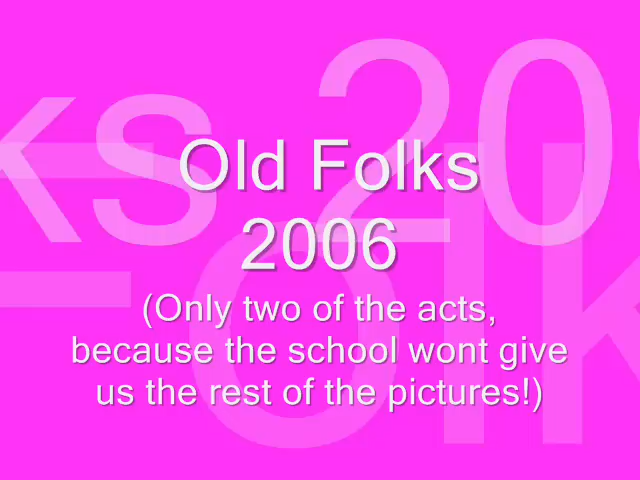 Old Folks
2006
(Only two of the acts,
because the school wont give
us the rest of the pictures!)